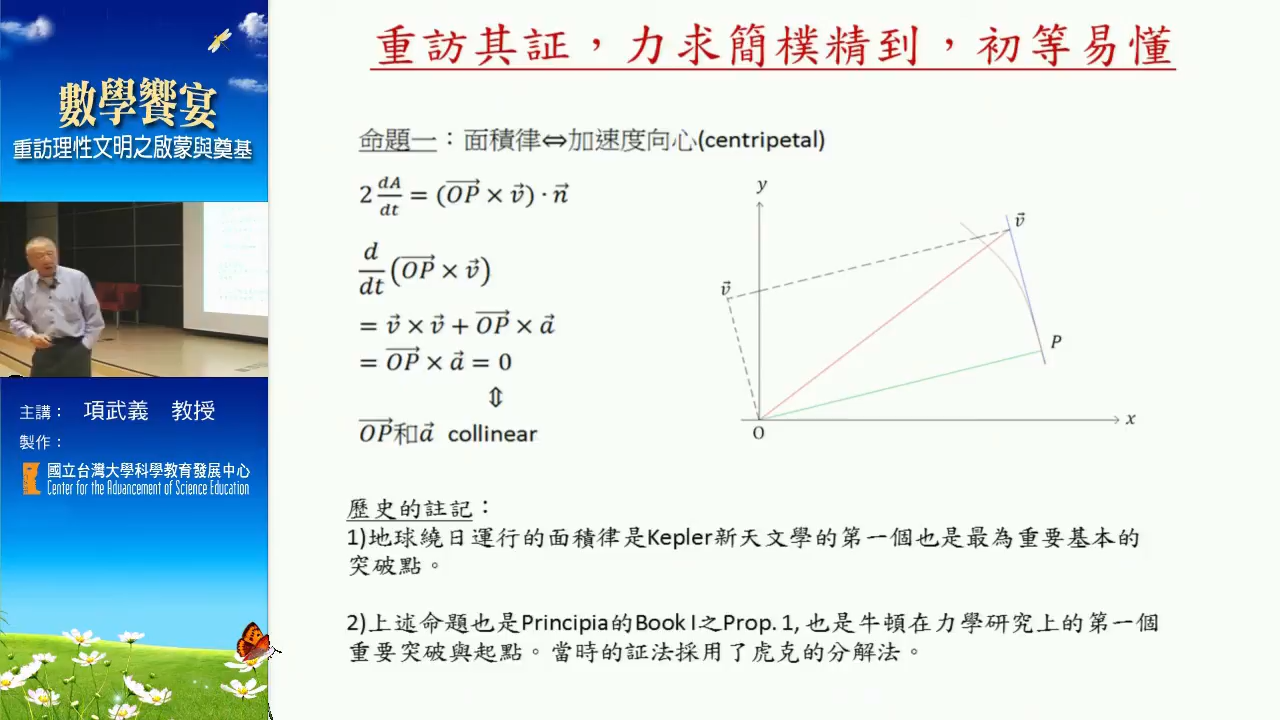 數學饗宴
重訪理性文明之啟蒙與奠基
主講： 項武義 教授
製作：
國立台灣大學科學教育發展中心
Center for the Advancement of Science Education
重訪其証，力求簡樸精到，初等易懂
命題一：面積律⇔加速度向心(centripetal)
2 dA/dt = (OP⃗ × v⃗) · n⃗
d/dt (OP⃗ × v⃗)
= v⃗ × v⃗ + OP⃗ × a⃗
= OP⃗ × a⃗ = 0
⇕
OP⃗和a⃗ collinear
y
v⃗
v⃗
P
O
x
歷史的註記：
1)地球繞日運行的面積律是Kepler新天文學的第一個也是最為重要基本的
突破點。
2)上述命題也是Principia的Book I之Prop. 1, 也是牛頓在力學研究上的第一個
重要突破與起點。當時的証法採用了虎克的分解法。